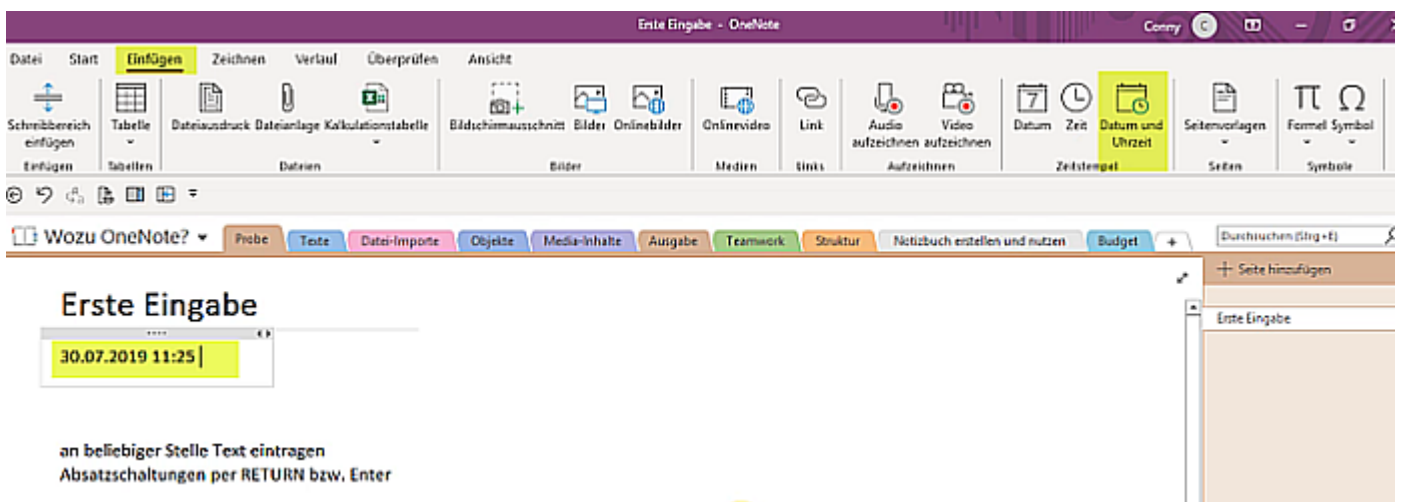 Erste Eingabe - OneNote
Conny C
Datei Start Einfügen Zeichnen Verlauf Überprüfen Ansicht
Schreibbereich einfügen
Tabelle
Dateiausdruck Dateianlage Kalkulationstabelle
Bildschirmausschnitt Bilder Onlinebilder
Onlinevideo
Link
Audio aufzeichnen
Video aufzeichnen
Datum Zeit Datum und Uhrzeit
Seitenvorlagen
Formel Symbol
Einfügen Tabellen Dateien Bilder Medien Links Aufzeichnen Zeitstempel Seiten Symbole
Wozu OneNote? Probe Texte Datei-Importe Objekte Media-Inhalte Ausgabe Teamwork Struktur Notizbuch erstellen und nutzen Budget + Durchsuchen (Strg+E)
+ Seite hinzufügen
Erste Eingabe
Erste Eingabe
30.07.2019 11:25
an beliebiger Stelle Text eintragen
Absatzschaltungen per RETURN bzw. Enter